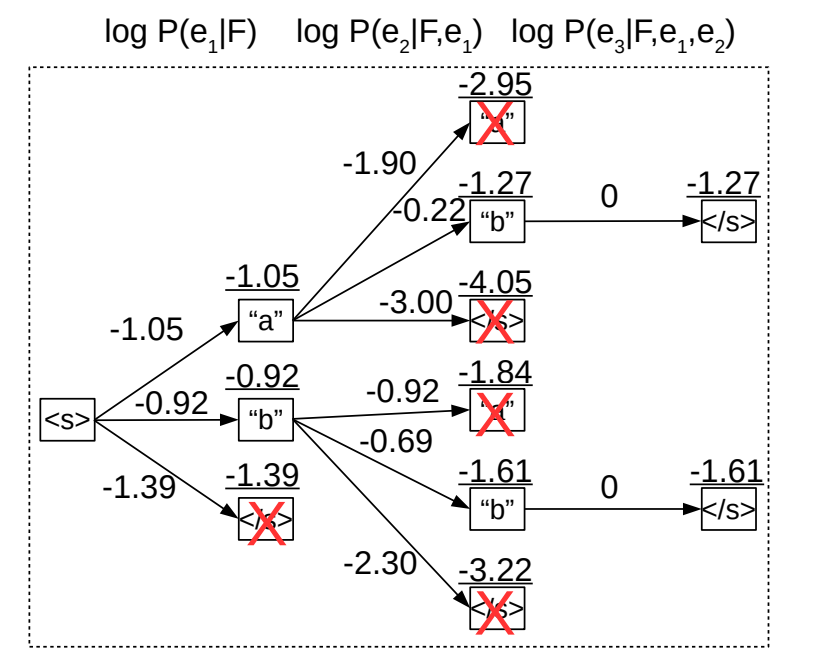 log P(e1|F) log P(e2|F,e1) log P(e3|F,e1,e2)
-2.95
“a”
-1.90
-1.27 -1.27
-0.22 “b” 0 </s>
-1.05 -4.05
-1.05 “a” -3.00 </s>
-0.92 -1.84
<s> -0.92 “b” -0.92 “a”
-0.69
-1.39 -1.39 -1.61 -1.61
</s> “b” 0 </s>
-2.30 -3.22
</s>